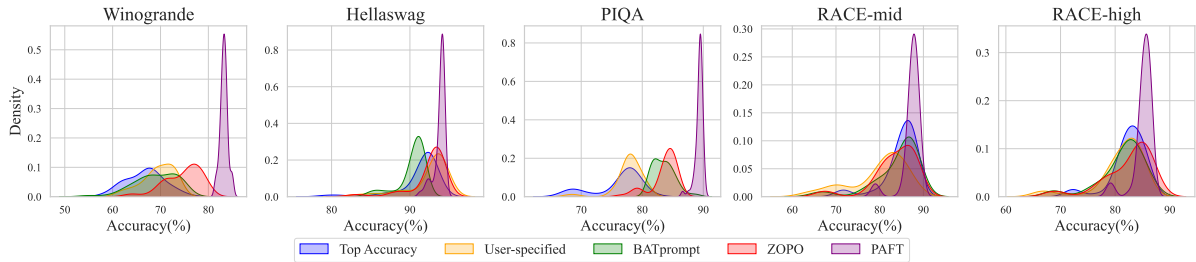 Winogrande
Hellaswag
PIQA
RACE-mid
RACE-high
Density
0.5
0.4
0.3
0.2
0.1
0.0
50
60
70
80
Accuracy(%)
0.8
0.6
0.4
0.2
0.0
80
90
Accuracy(%)
0.8
0.6
0.4
0.2
0.0
70
80
90
Accuracy(%)
0.30
0.25
0.20
0.15
0.10
0.05
0.00
60
70
80
90
Accuracy(%)
0.3
0.2
0.1
0.0
60
70
80
90
Accuracy(%)
Top Accuracy
User-specified
BATprompt
ZOPO
PAFT